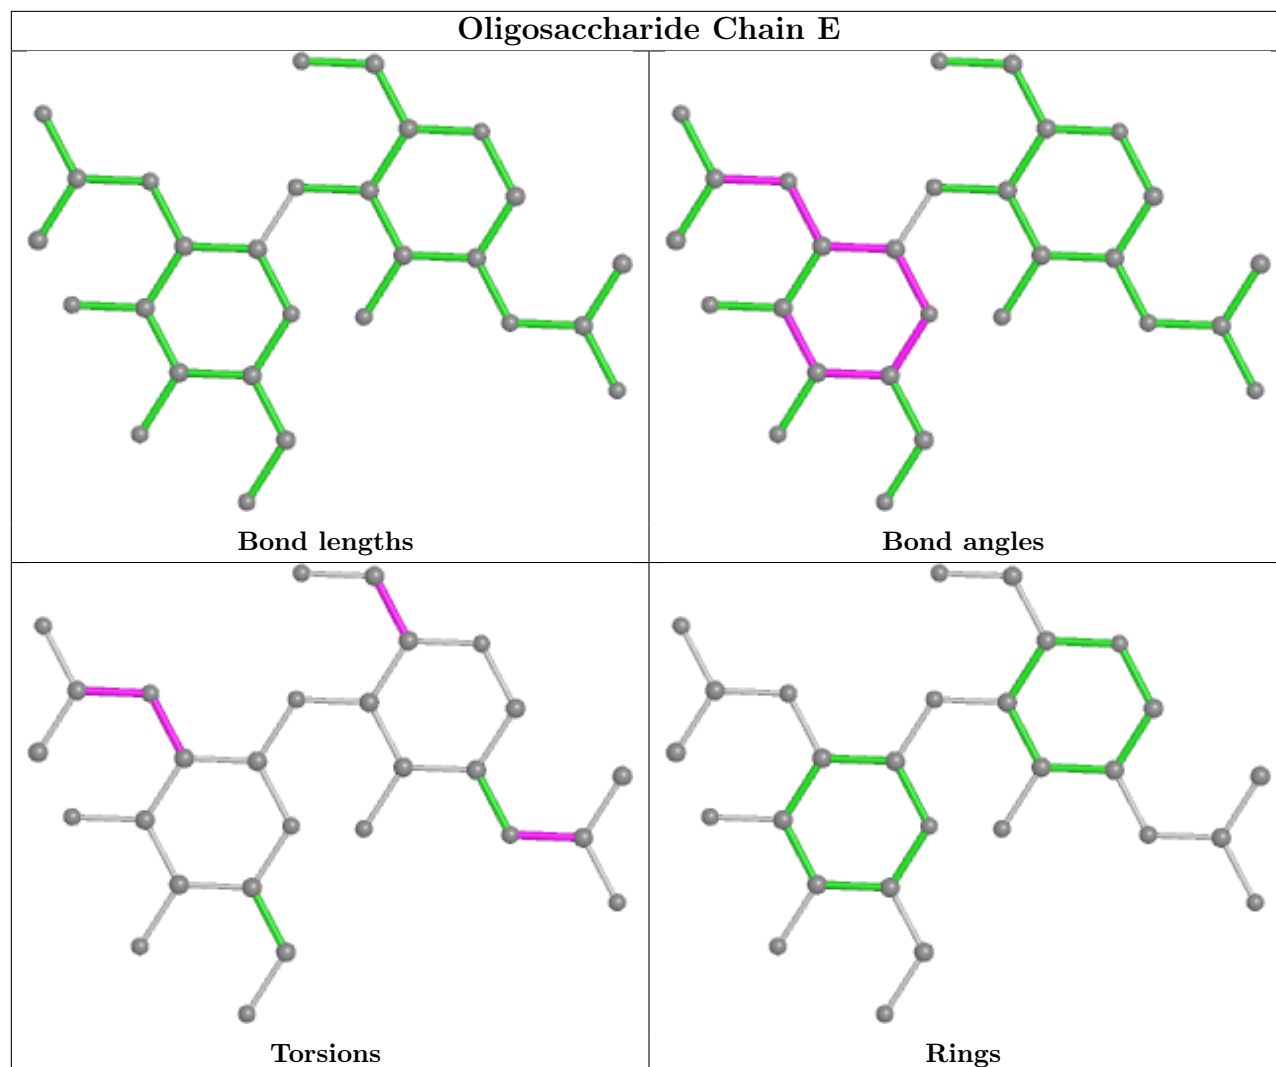 Oligosaccharide Chain E
Bond lengths
Bond angles
Torsions
Rings